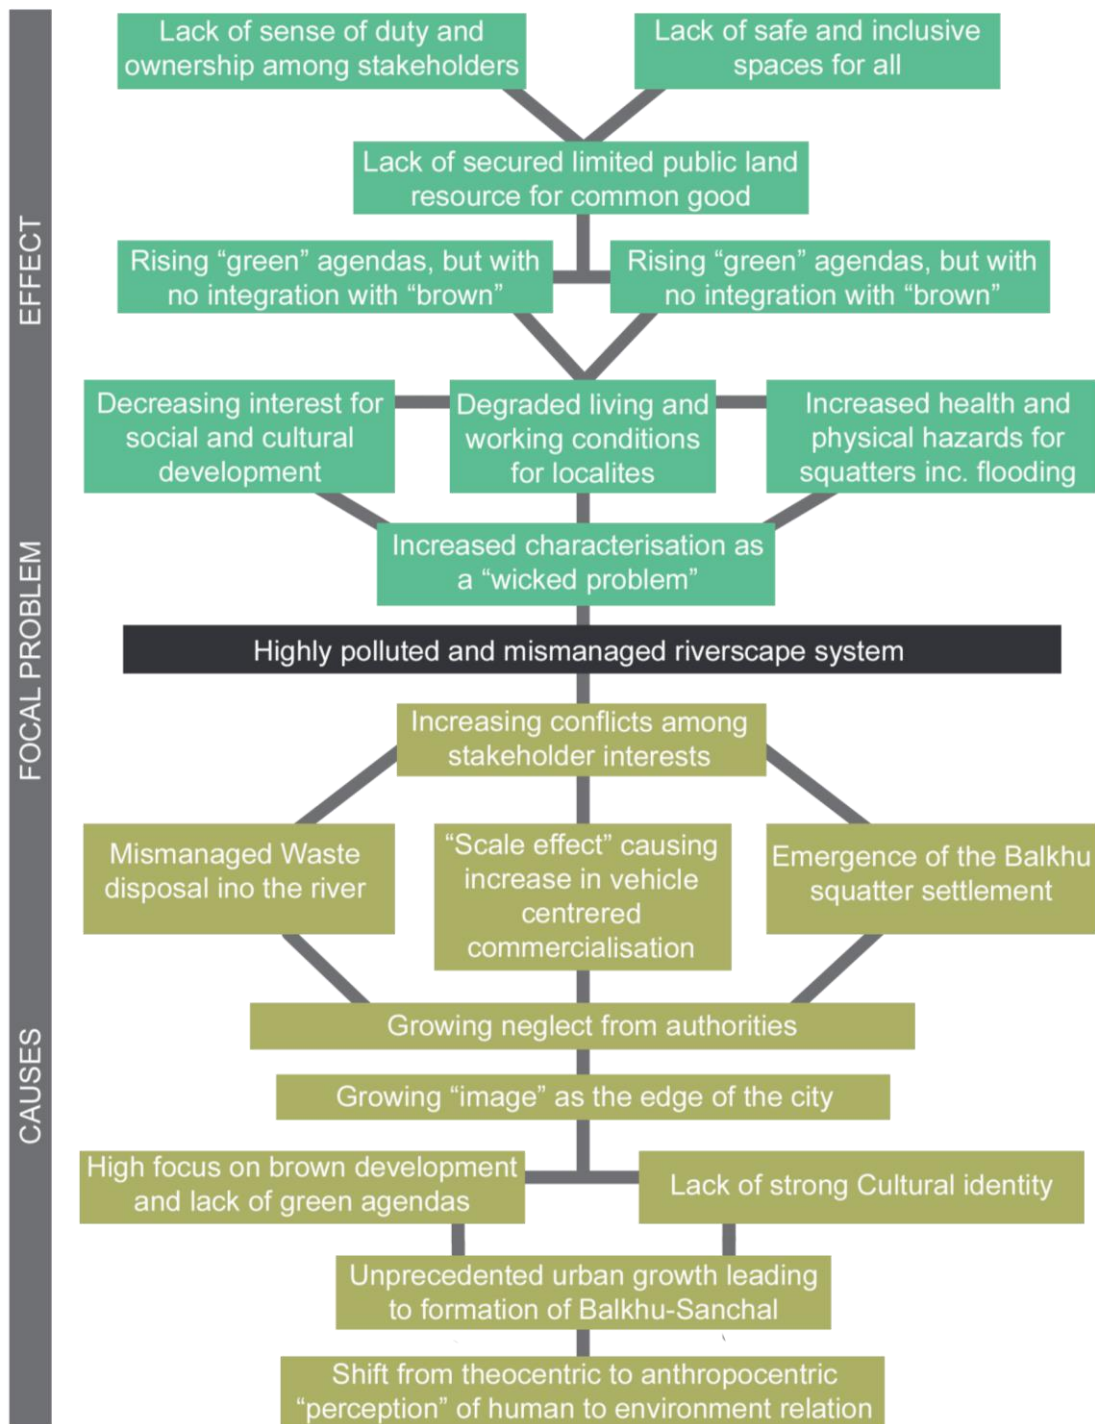 Lack of sense of duty and
ownership among stakeholders
Lack of safe and inclusive
spaces for all
Lack of secured limited public land
resource for common good
Rising “green” agendas, but with
no integration with “brown”
Rising “green” agendas, but with
no integration with “brown”
EFFECT
Decreasing interest for
social and cultural
development
Degraded living and
working conditions
for localites
Increased health and
physical hazards for
squatters inc. flooding
Increased characterisation as
a “wicked problem”
FOCAL PROBLEM
Highly polluted and mismanaged riverscape system
Increasing conflicts among
stakeholder interests
Mismanaged Waste
disposal ino the river
“Scale effect” causing
increase in vehicle
centrered
commercialisation
Emergence of the Balkhu
squatter settlement
Growing neglect from authorities
CAUSES
Growing “image” as the edge of the city
High focus on brown development
and lack of green agendas
Lack of strong Cultural identity
Unprecedented urban growth leading
to formation of Balkhu-Sanchal
Shift from theocentric to anthropocentric
“perception” of human to environment relation